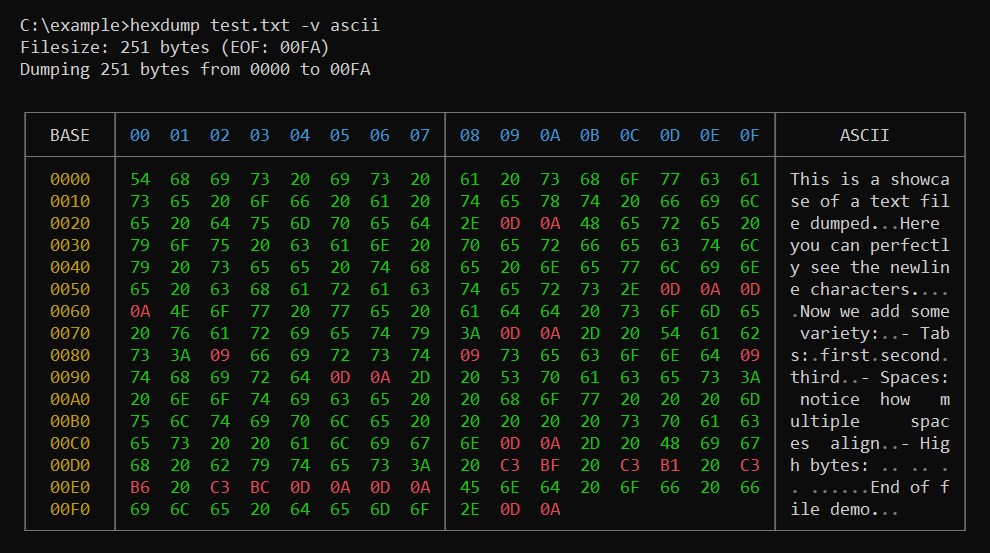 C:\example>hexdump test.txt -v ascii
Filesize: 251 bytes (EOF: 00FA)
Dumping 251 bytes from 0000 to 00FA
BASE 00 01 02 03 04 05 06 07 08 09 0A 0B 0C 0D 0E 0F ASCII
0000 54 68 69 73 20 69 73 20 61 20 73 68 6F 77 63 61 This is a showca
0010 73 65 20 6F 66 20 61 20 74 65 78 74 20 66 69 6C se of a text fil
0020 65 20 64 75 6D 70 65 64 2E 0D 0A 48 65 72 65 20 e dumped...Here
0030 79 6F 75 20 63 61 6E 20 70 65 72 66 65 63 74 6C you can perfectl
0040 79 20 73 65 65 20 74 68 65 20 6E 65 77 6C 69 6E y see the newlin
0050 65 20 63 68 61 72 61 63 74 65 72 73 2E 0D 0A 0D e characters....
0060 0A 4E 6F 77 20 77 65 20 61 64 64 20 73 6F 6D 65 .Now we add some
0070 20 76 61 72 69 65 74 79 3A 0D 0A 2D 20 54 61 62  variety:..- Tab
0080 73 3A 09 66 69 72 73 74 09 73 65 63 6F 6E 64 09 s:.first.second.
0090 74 68 69 72 64 0D 0A 2D 20 53 70 61 63 65 73 3A third..- Spaces:
00A0 20 6E 6F 74 69 63 65 20 20 68 6F 77 20 20 20 6D  notice  how   m
00B0 75 6C 74 69 70 6C 65 20 20 20 20 20 73 70 61 63 ultiple     spac
00C0 65 73 20 20 61 6C 69 67 6E 0D 0A 2D 20 48 69 67 es  align..- Hig
00D0 68 20 62 79 74 65 73 3A 20 C3 BF 20 C3 B1 20 C3 h bytes: .. .. .
00E0 B6 20 C3 BC 0D 0A 0D 0A 45 6E 64 20 6F 66 20 66 . ......End of f
00F0 69 6C 65 20 64 65 6D 6F 2E 0D 0A ile demo...